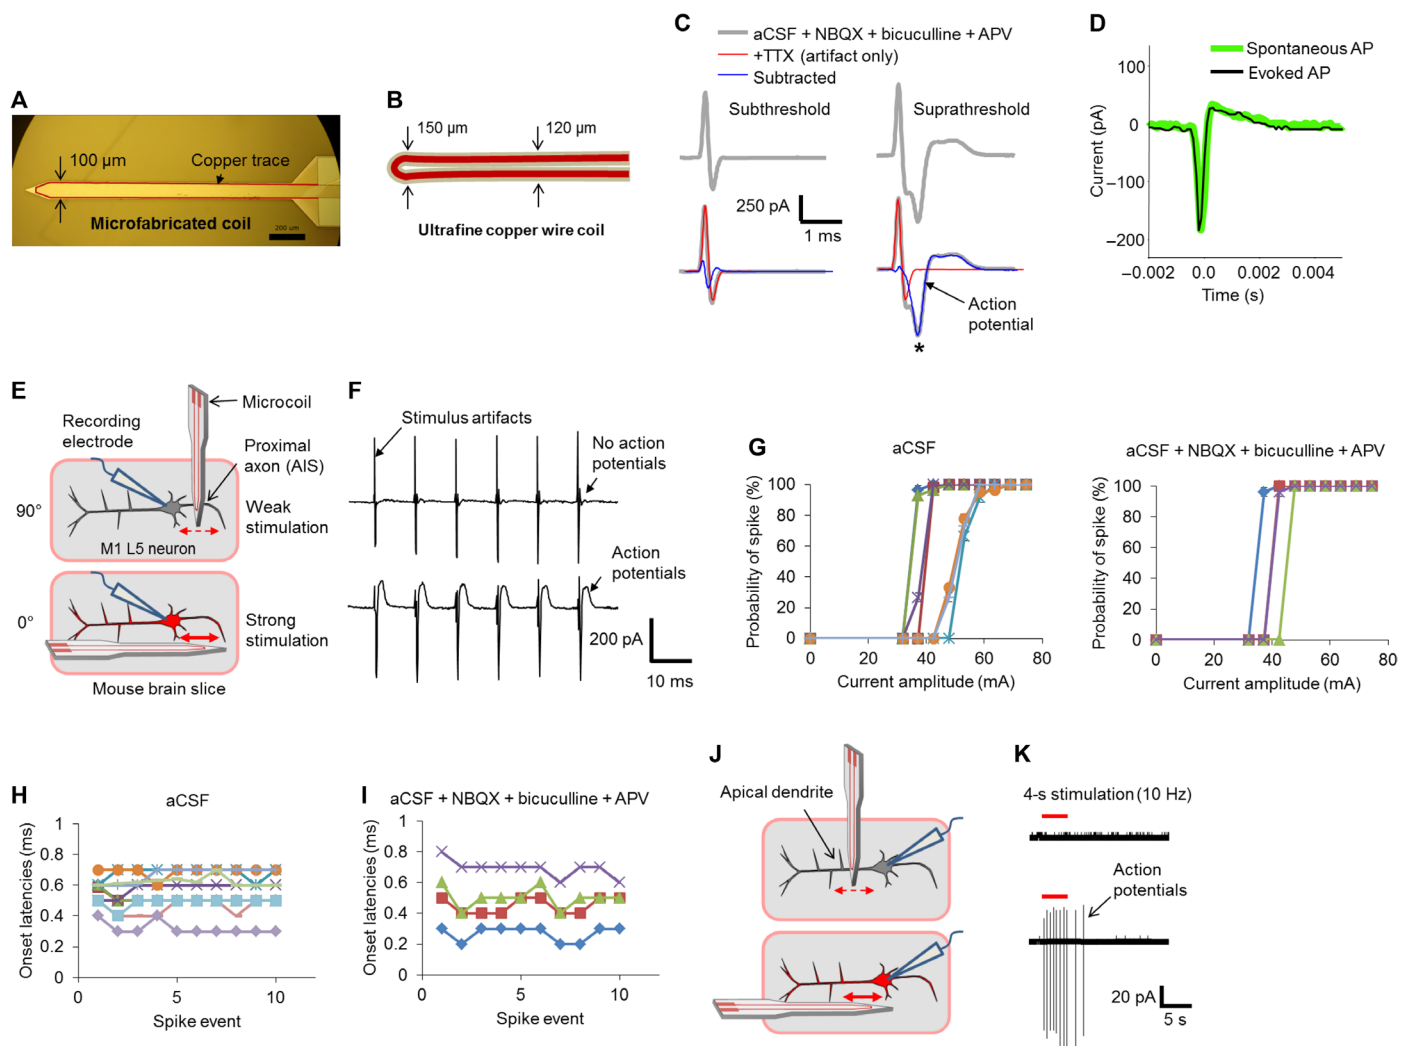 A
100 µm
Copper trace
Microfabricated coil
200 µm
B
150 µm
120 µm
Ultrafine copper wire coil
C
aCSF + NBQX + bicuculline + APV
+TTX (artifact only)
Subtracted
Subthreshold
Suprathreshold
250 pA
1 ms
Action
potential
*
D
Spontaneous AP
Evoked AP
Current (pA)
100
0
−100
−200
−0.002
0.0
0.002
0.004
Time (s)
E
Microcoil
Recording
electrode
Proximal
axon (AIS)
90°
Weak
stimulation
M1 L5 neuron
0°
Strong
stimulation
Mouse brain slice
F
Stimulus artifacts
No action
potentials
Action
potentials
200 pA
10 ms
G
aCSF
Probability of spike (%)
100
80
60
40
20
0
0
20
40
60
80
Current amplitude (mA)
aCSF + NBQX + bicuculline + APV
Probability of spike (%)
100
80
60
40
20
0
0
20
40
60
80
Current amplitude (mA)
H
aCSF
Onset latencies (ms)
1
0.8
0.6
0.4
0.2
0
0
5
10
Spike event
I
aCSF + NBQX + bicuculline + APV
Onset latencies (ms)
1
0.8
0.6
0.4
0.2
0
0
5
10
Spike event
J
Apical dendrite
K
4-s stimulation (10 Hz)
Action
potentials
20 pA
5 s